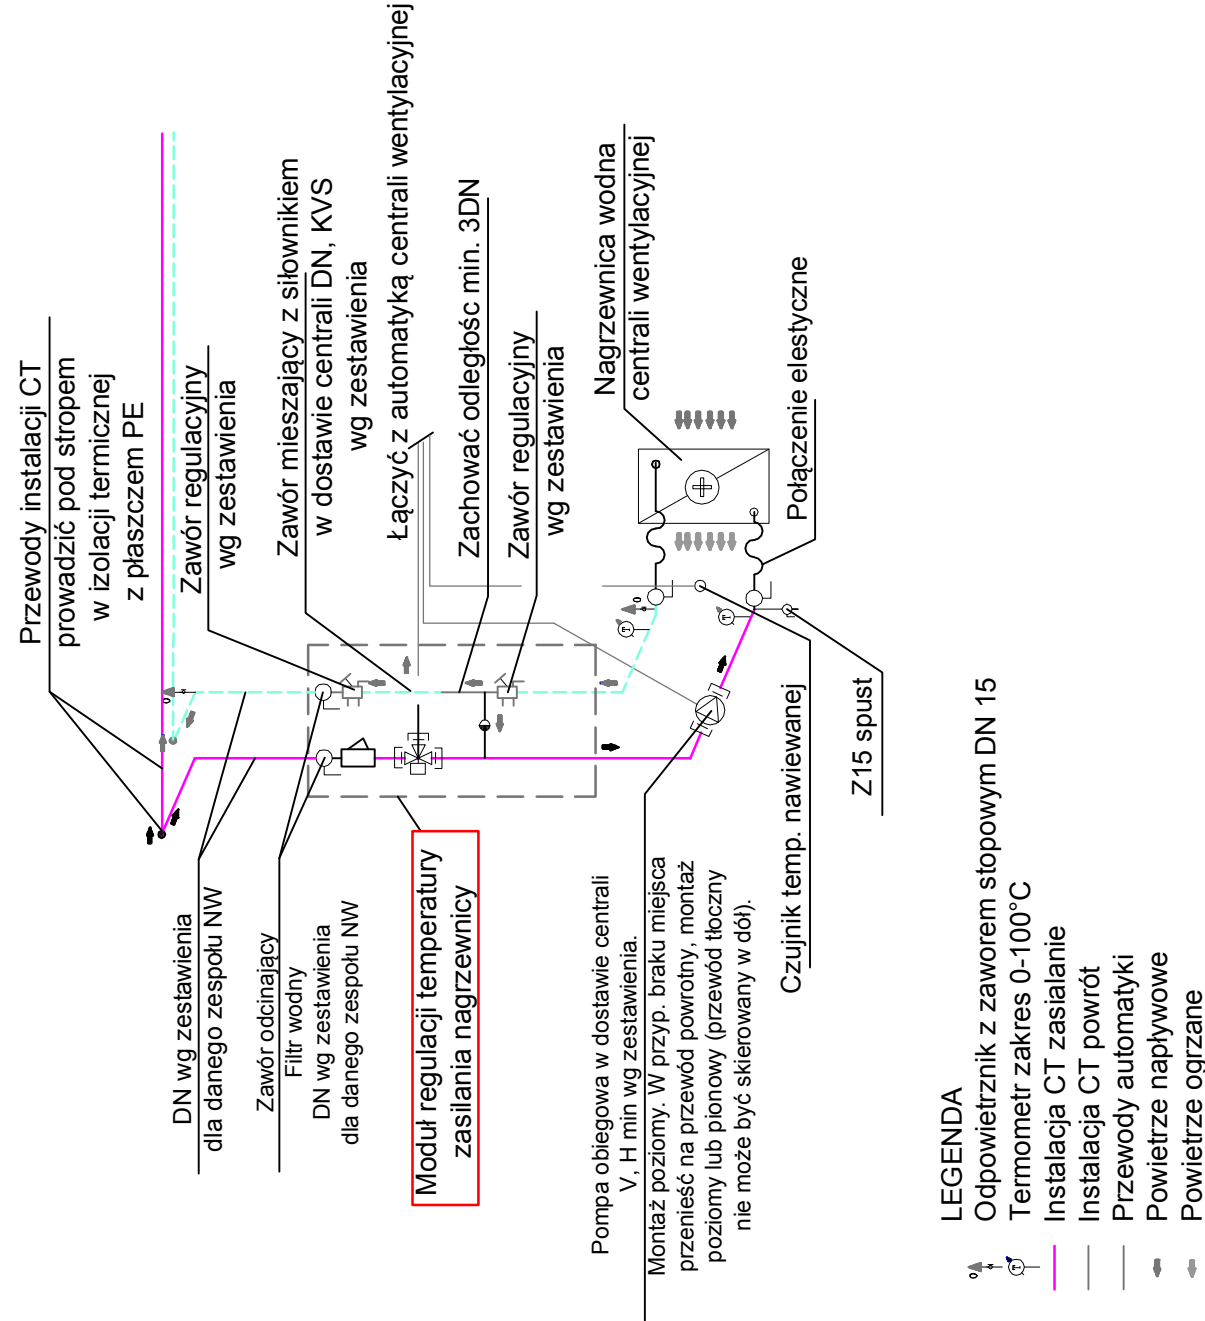 Przewody instalacji CT
prowadzić pod stropem
w izolacji termicznej
z płaszczem PE
Zawór regulacyjny
wg zestawienia
Zawór mieszający z siłownikiem
w dostawie centrali DN, KVS
wg zestawienia
Łączyć z automatyką centrali wentylacyjnej
Zachować odległośc min. 3DN
Zawór regulacyjny
wg zestawienia
Nagrzewnica wodna
centrali wentylacyjnej
Połączenie elestyczne
DN wg zestawienia
dla danego zespołu NW
Zawór odcinający
Filtr wodny
DN wg zestawienia
dla danego zespołu NW
Moduł regulacji temperatury
zasilania nagrzewnicy
Pompa obiegowa w dostawie centrali
V, H min wg zestawienia.
Montaż poziomy. W przyp. braku miejsca
przenieść na przewód powrotny, montaż
poziomy lub pionowy (przewód tłoczny
nie może być skierowany w dół).
Czujnik temp. nawiewanej
Z15 spust
T
T
LEGENDA
Odpowietrznik z zaworem stopowym DN 15
T
Termometr zakres 0-100°C
Instalacja CT zasialanie
Instalacja CT powrót
Przewody automatyki
Powietrze napływowe
Powietrze ogrzane